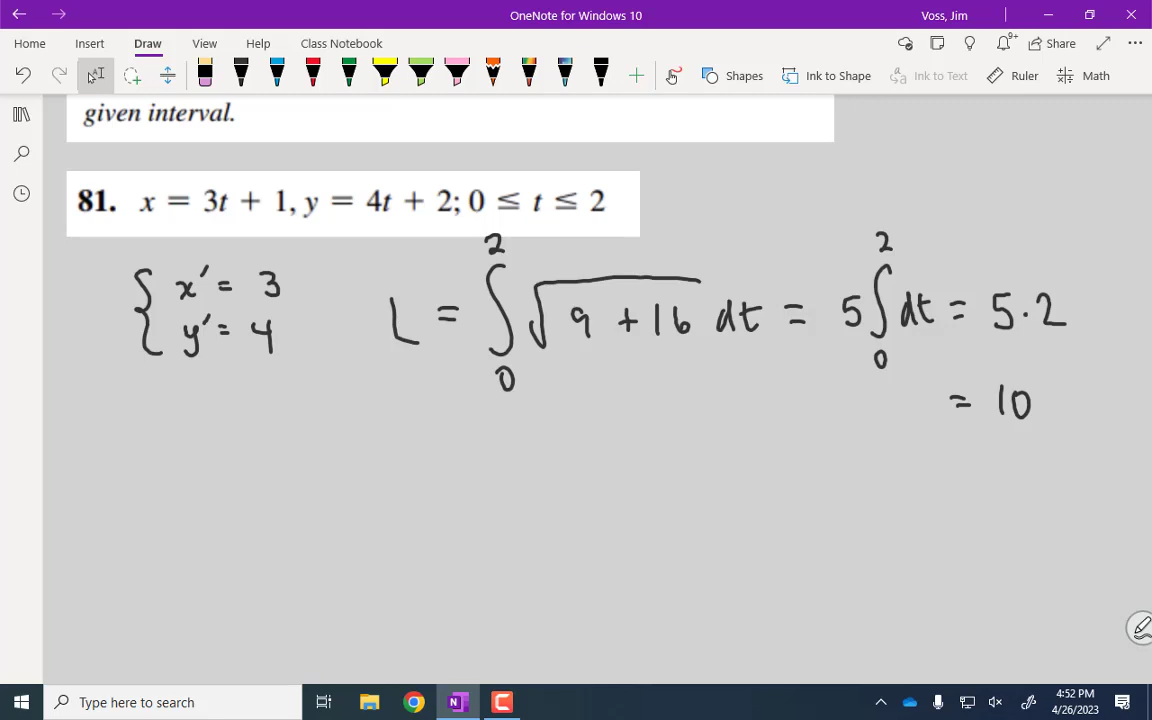 OneNote for Windows 10
Voss, Jim
Home Insert Draw View Help Class Notebook
9+
Share
Shapes Ink to Shape Ink to Text Ruler Math
given interval.
81. x = 3t + 1, y = 4t + 2; 0 ≤ t ≤ 2
{ x' = 3
y' = 4
L = ∫₀² √(9 + 16) dt = 5 ∫₀² dt = 5·2
= 10
Type here to search
4:52 PM
4/26/2023